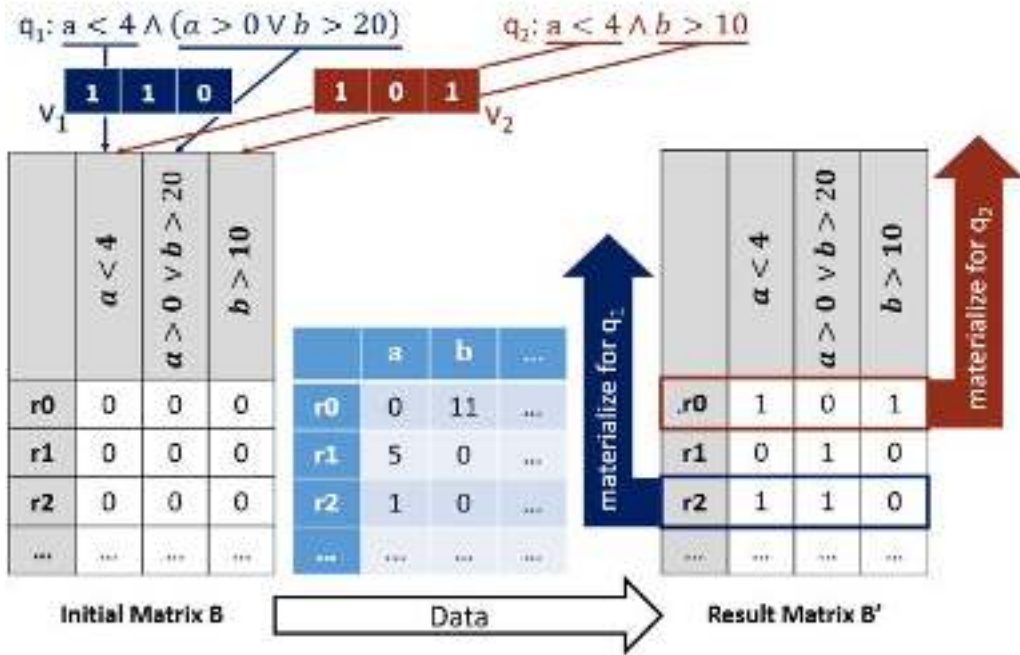 q₁: a < 4 ∧ (a > 0 ∨ b > 20)
q₂: a < 4 ∧ b > 10
1 1 0
V₁
1 0 1
V₂
a < 4
a > 0 ∨ b > 20
b > 10
r0 0 0 0
r1 0 0 0
r2 0 0 0
... ... ... ...
Initial Matrix B
a b ...
r0 0 11 ...
r1 5 0 ...
r2 1 0 ...
... ... ... ...
Data
materialize for q₁
a < 4
a > 0 ∨ b > 20
b > 10
r0 1 0 1
r1 0 1 0
r2 1 1 0
... ... ... ...
Result Matrix B'
materialize for q₂